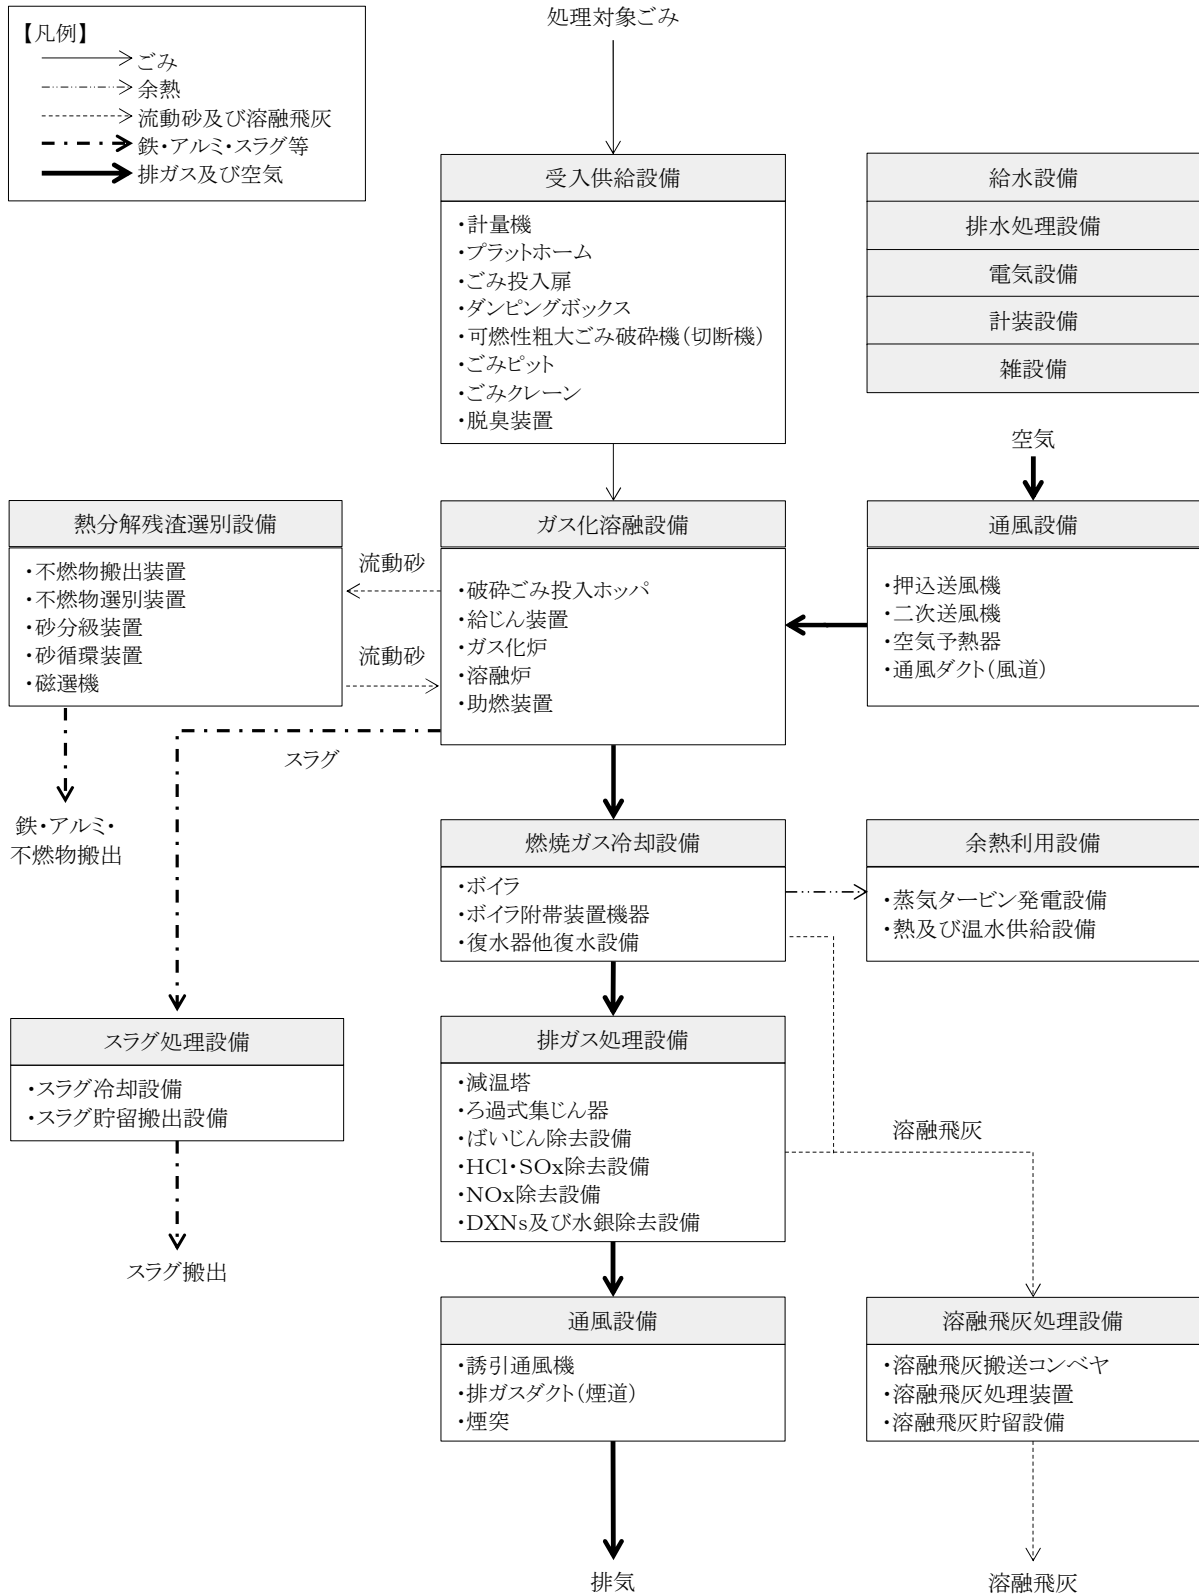 処理対象ごみ
【凡例】
ごみ
余熱
流動砂及び溶融飛灰
鉄・アルミ・スラグ等
排ガス及び空気
受入供給設備
・計量機
・プラットホーム
・ごみ投入扉
・ダンピングボックス
・可燃性粗大ごみ破砕機(切断機)
・ごみピット
・ごみクレーン
・脱臭装置
給水設備
排水処理設備
電気設備
計装設備
雑設備
空気
熱分解残渣選別設備
・不燃物搬出装置
・不燃物選別装置
・砂分級装置
・砂循環装置
・磁選機
流動砂
流動砂
ガス化溶融設備
・破砕ごみ投入ホッパ
・給じん装置
・ガス化炉
・溶融炉
・助燃装置
通風設備
・押込送風機
・二次送風機
・空気予熱器
・通風ダクト(風道)
スラグ
鉄・アルミ・
不燃物搬出
燃焼ガス冷却設備
・ボイラ
・ボイラ附帯装置機器
・復水器他復水設備
余熱利用設備
・蒸気タービン発電設備
・熱及び温水供給設備
スラグ処理設備
・スラグ冷却設備
・スラグ貯留搬出設備
排ガス処理設備
・減温塔
・ろ過式集じん器
・ばいじん除去設備
・HCl・SOx除去設備
・NOx除去設備
・DXNs及び水銀除去設備
溶融飛灰
スラグ搬出
通風設備
・誘引通風機
・排ガスダクト(煙道)
・煙突
溶融飛灰処理設備
・溶融飛灰搬送コンベヤ
・溶融飛灰処理装置
・溶融飛灰貯留設備
排気
溶融飛灰